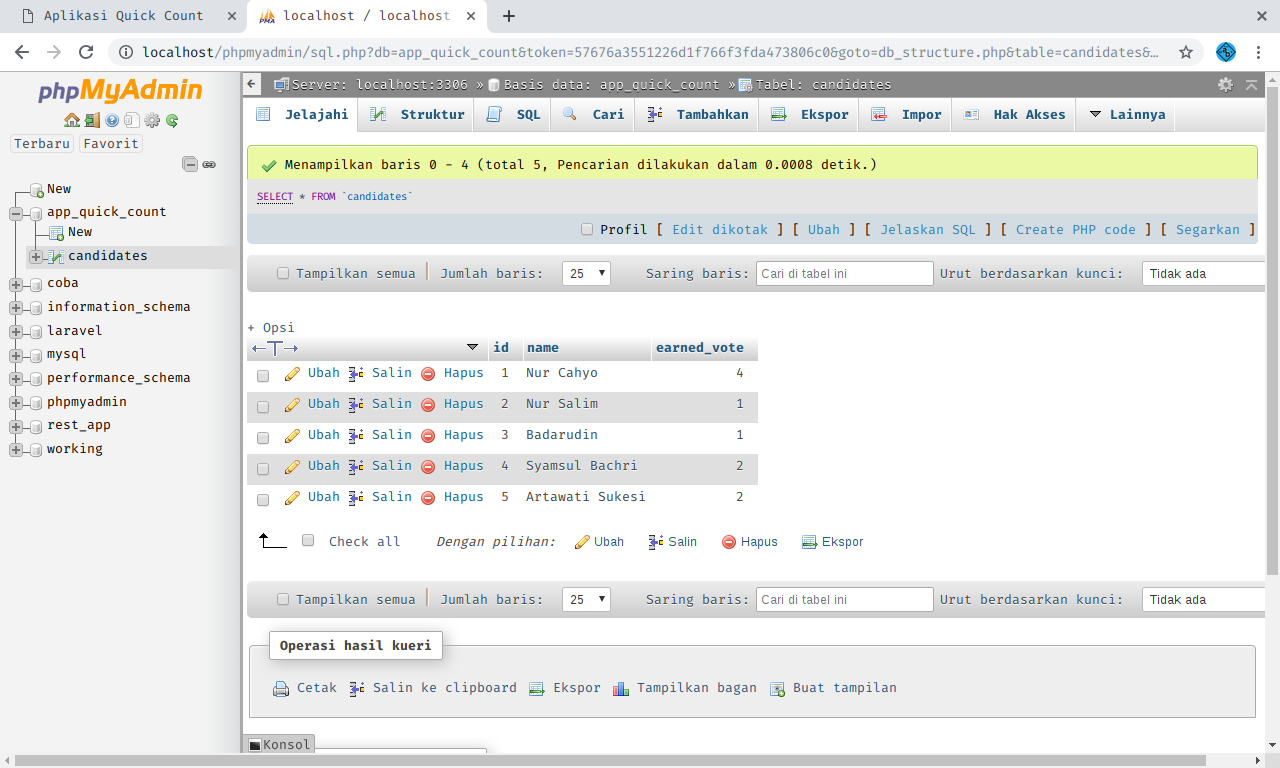 Aplikasi Quick Count
localhost / localhost
localhost/phpmyadmin/sql.php?db=app_quick_count&token=57676a3551226d1f766f3fda473806c0&goto=db_structure.php&table=candidates&…
phpMyAdmin
Terbaru Favorit
New
app_quick_count
New
candidates
coba
information_schema
laravel
mysql
performance_schema
phpmyadmin
rest_app
working
Server: localhost:3306 » Basis data: app_quick_count » Tabel: candidates
Jelajahi Struktur SQL Cari Tambahkan Ekspor Impor Hak Akses Lainnya
Menampilkan baris 0 - 4 (total 5, Pencarian dilakukan dalam 0.0008 detik.)
SELECT * FROM `candidates`
Profil [ Edit dikotak ] [ Ubah ] [ Jelaskan SQL ] [ Create PHP code ] [ Segarkan ]
Tampilkan semua Jumlah baris: 25 Saring baris: Cari di tabel ini Urut berdasarkan kunci: Tidak ada
+ Opsi
←T→ id name earned_vote
Ubah Salin Hapus 1 Nur Cahyo 4
Ubah Salin Hapus 2 Nur Salim 1
Ubah Salin Hapus 3 Badarudin 1
Ubah Salin Hapus 4 Syamsul Bachri 2
Ubah Salin Hapus 5 Artawati Sukesi 2
Check all Dengan pilihan: Ubah Salin Hapus Ekspor
Tampilkan semua Jumlah baris: 25 Saring baris: Cari di tabel ini Urut berdasarkan kunci: Tidak ada
Operasi hasil kueri
Cetak Salin ke clipboard Ekspor Tampilkan bagan Buat tampilan
Konsol